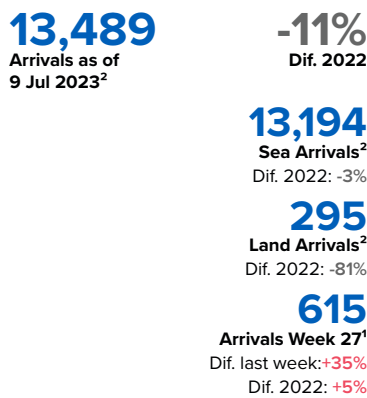 13,489
Arrivals as of
9 Jul 2023²
-11%
Dif. 2022
13,194
Sea Arrivals²
Dif. 2022: -3%
295
Land Arrivals²
Dif. 2022: -81%
615
Arrivals Week 27¹
Dif. last week:+35%
Dif. 2022: +5%